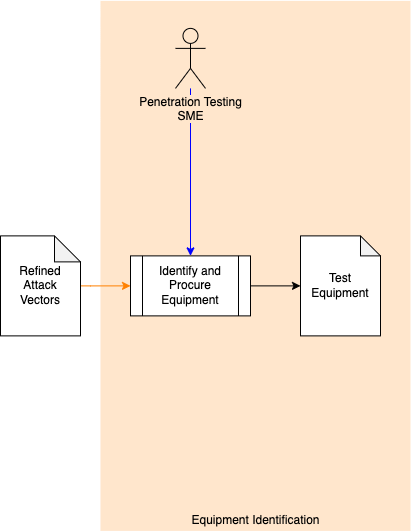 Penetration Testing
SME
Refined
Attack
Vectors
Identify and
Procure
Equipment
Test
Equipment
Equipment Identification